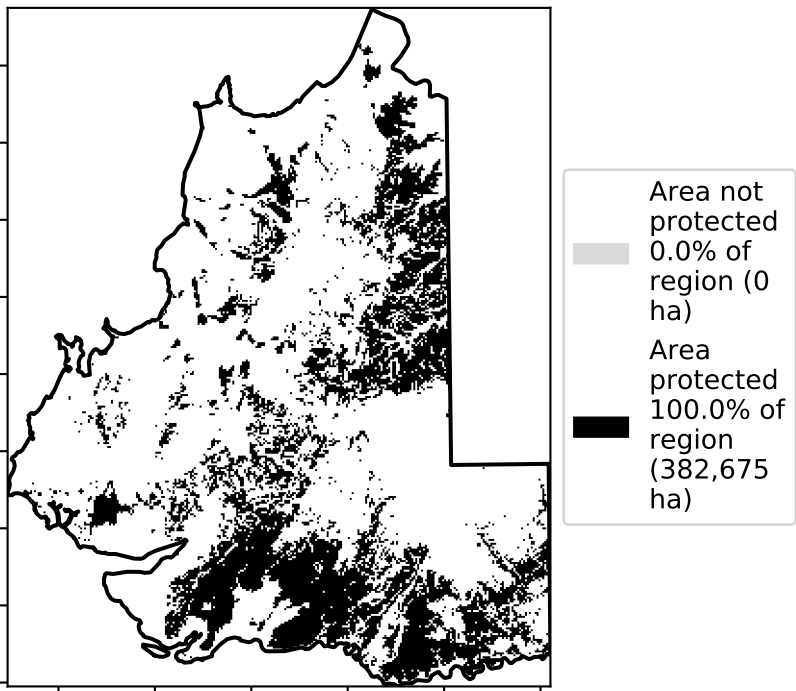 Area not
protected
0.0% of
region (0
ha)
Area
protected
100.0% of
region
(382,675
ha)